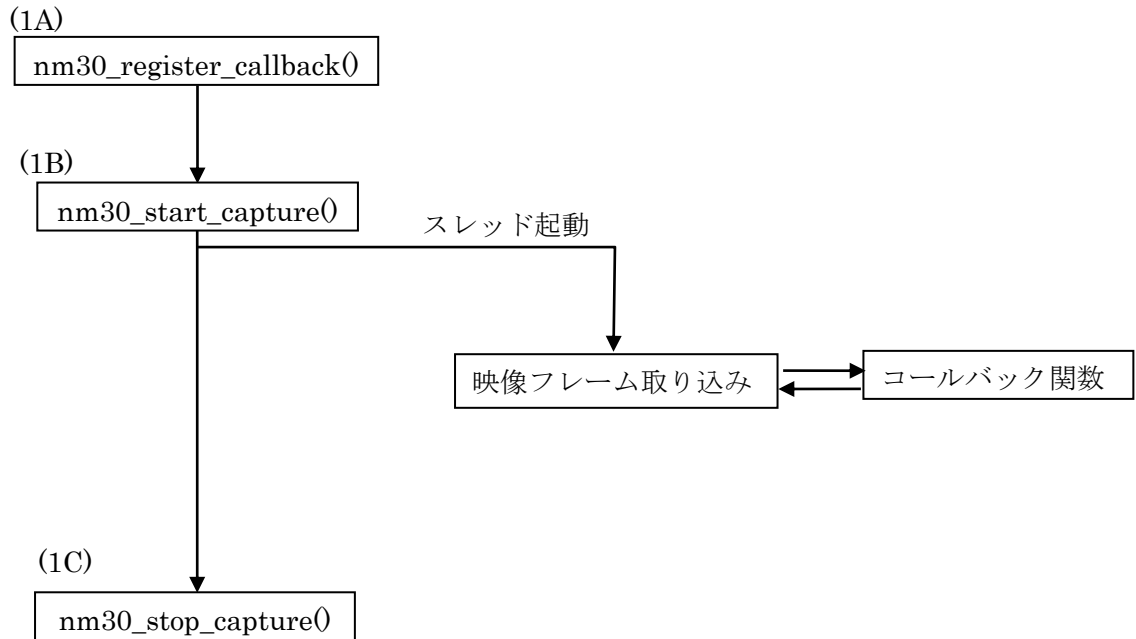 (1A)
nm30_register_callback()
(1B)
nm30_start_capture()
スレッド起動
映像フレーム取り込み
コールバック関数
(1C)
nm30_stop_capture()